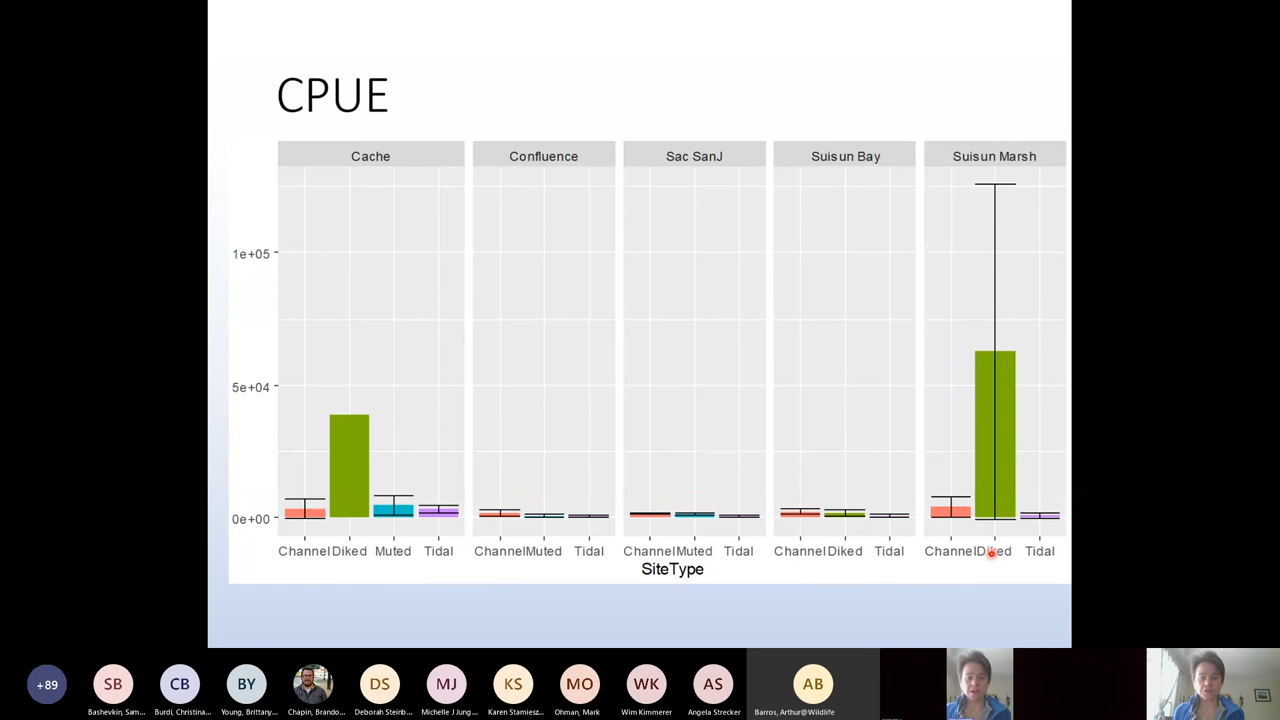 CPUE
Cache Confluence Sac SanJ Suisun Bay Suisun Marsh
1e+05
5e+04
0e+00
Channel Diked Muted Tidal Channel Muted Tidal Channel Muted Tidal Channel Diked Tidal Channel Diked Tidal
SiteType
+89 SB CB BY DS MJ KS MO WK AS AB
Bashevkin, Sam... Burdi, Christina... Young, Brittany... Chapin, Brando... Deborah Steinb... Michelle J Jung... Karen Stamiesz... Ohman, Mark Wim Kimmerer Angela Strecker Barros, Arthur@Wildlife